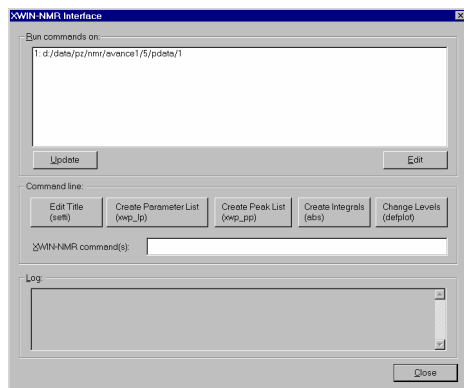 XWIN-NMR Interface
Run commands on:
1: d:/data/pz/nmr/avance1/5/pdata/1
Update
Edit
Command line:
Edit Title
(setti)
Create Parameter List
(xwp_lp)
Create Peak List
(xwp_pp)
Create Integrals
(abs)
Change Levels
(defplot)
XWIN-NMR command(s):
Log:
Close